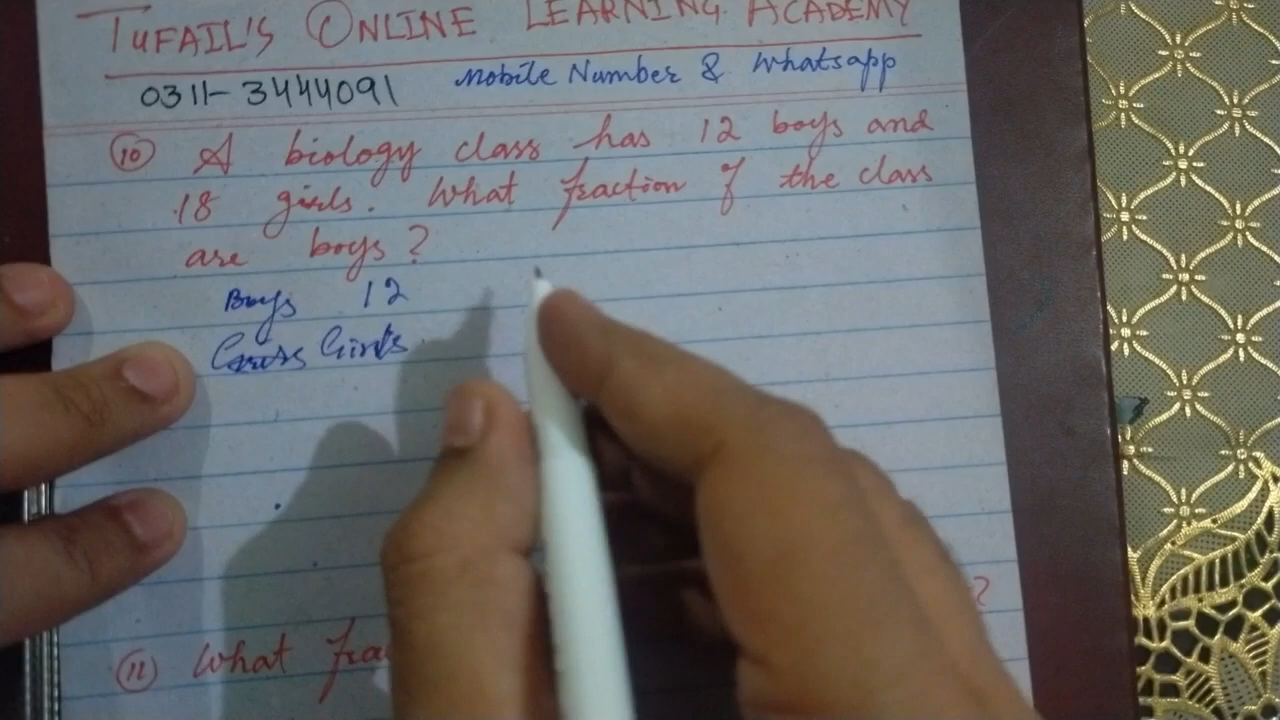 TUFAIL'S ONLINE LEARNING ACADEMY
0311-3444091 Mobile Number & Whatsapp
10 A biology class has 12 boys and
18 girls. What fraction of the class
are boys?
Boys 12
Girls
11 What fra ?